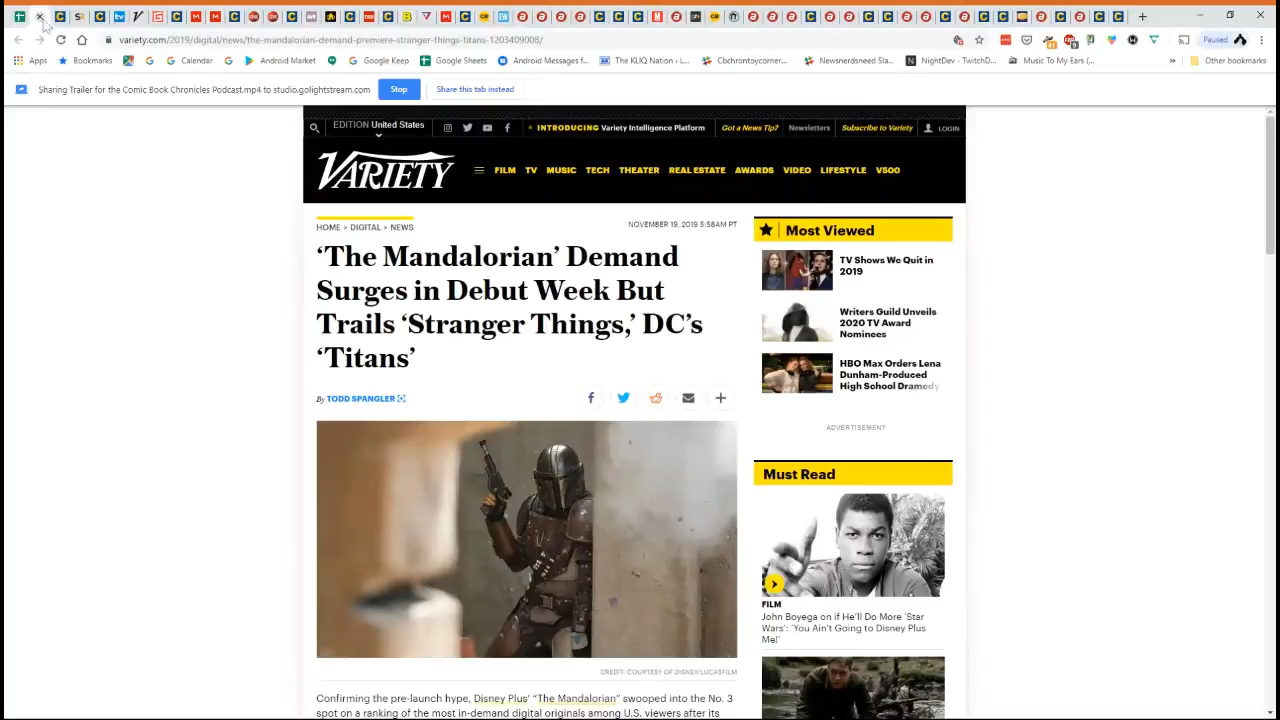 variety.com/2019/digital/news/the-mandalorian-demand-premiere-stranger-things-titans-1203409008/
Paused
Apps
Bookmarks
Calendar
Android Market
Google Keep
Google Sheets
Android Messages f...
The KLIQ Nation › L...
Cbchrontoycorner...
Newsnerdsneed Sla...
NightDev - TwitchD...
Music To My Ears (...
»
Other bookmarks
Sharing Trailer for the Comic Book Chronicles Podcast.mp4 to studio.golightstream.com
Stop
Share this tab instead
EDITION United States
INTRODUCING Variety Intelligence Platform
Got a News Tip?
Newsletters
Subscribe to Variety
LOGIN
VARIETY
FILM TV MUSIC TECH THEATER REAL ESTATE AWARDS VIDEO LIFESTYLE V500
HOME > DIGITAL > NEWS
NOVEMBER 19, 2019 5:58AM PT
‘The Mandalorian’ Demand
Surges in Debut Week But
Trails ‘Stranger Things,’ DC’s
‘Titans’
By TODD SPANGLER
CREDIT: COURTESY OF DISNEY/LUCASFILM
Confirming the pre-launch hype, Disney Plus’ “The Mandalorian” swooped into the No. 3
spot on a ranking of the most in-demand digital originals among U.S. viewers after its
Most Viewed
TV Shows We Quit in
2019
Writers Guild Unveils
2020 TV Award
Nominees
HBO Max Orders Lena
Dunham-Produced
High School Dramedy
ADVERTISEMENT
Must Read
FILM
John Boyega on if He’ll Do More ‘Star
Wars’: ‘You Ain’t Going to Disney Plus
Me!’